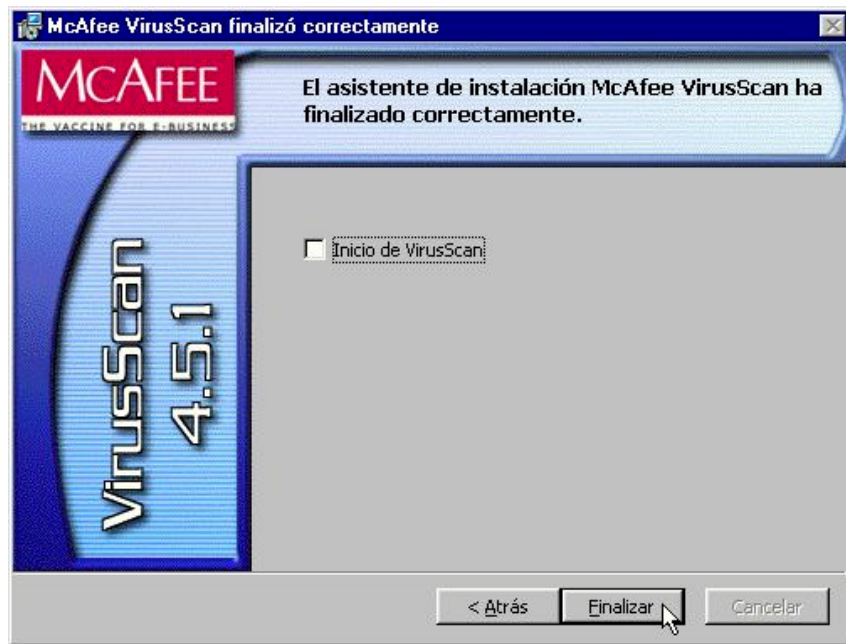 McAfee VirusScan finalizó correctamente
McAFEE
THE VACCINE FOR E-BUSINESS
El asistente de instalación McAfee VirusScan ha
finalizado correctamente.
VirusScan
4.5.1
Inicio de VirusScan
< Atrás
Finalizar
Cancelar